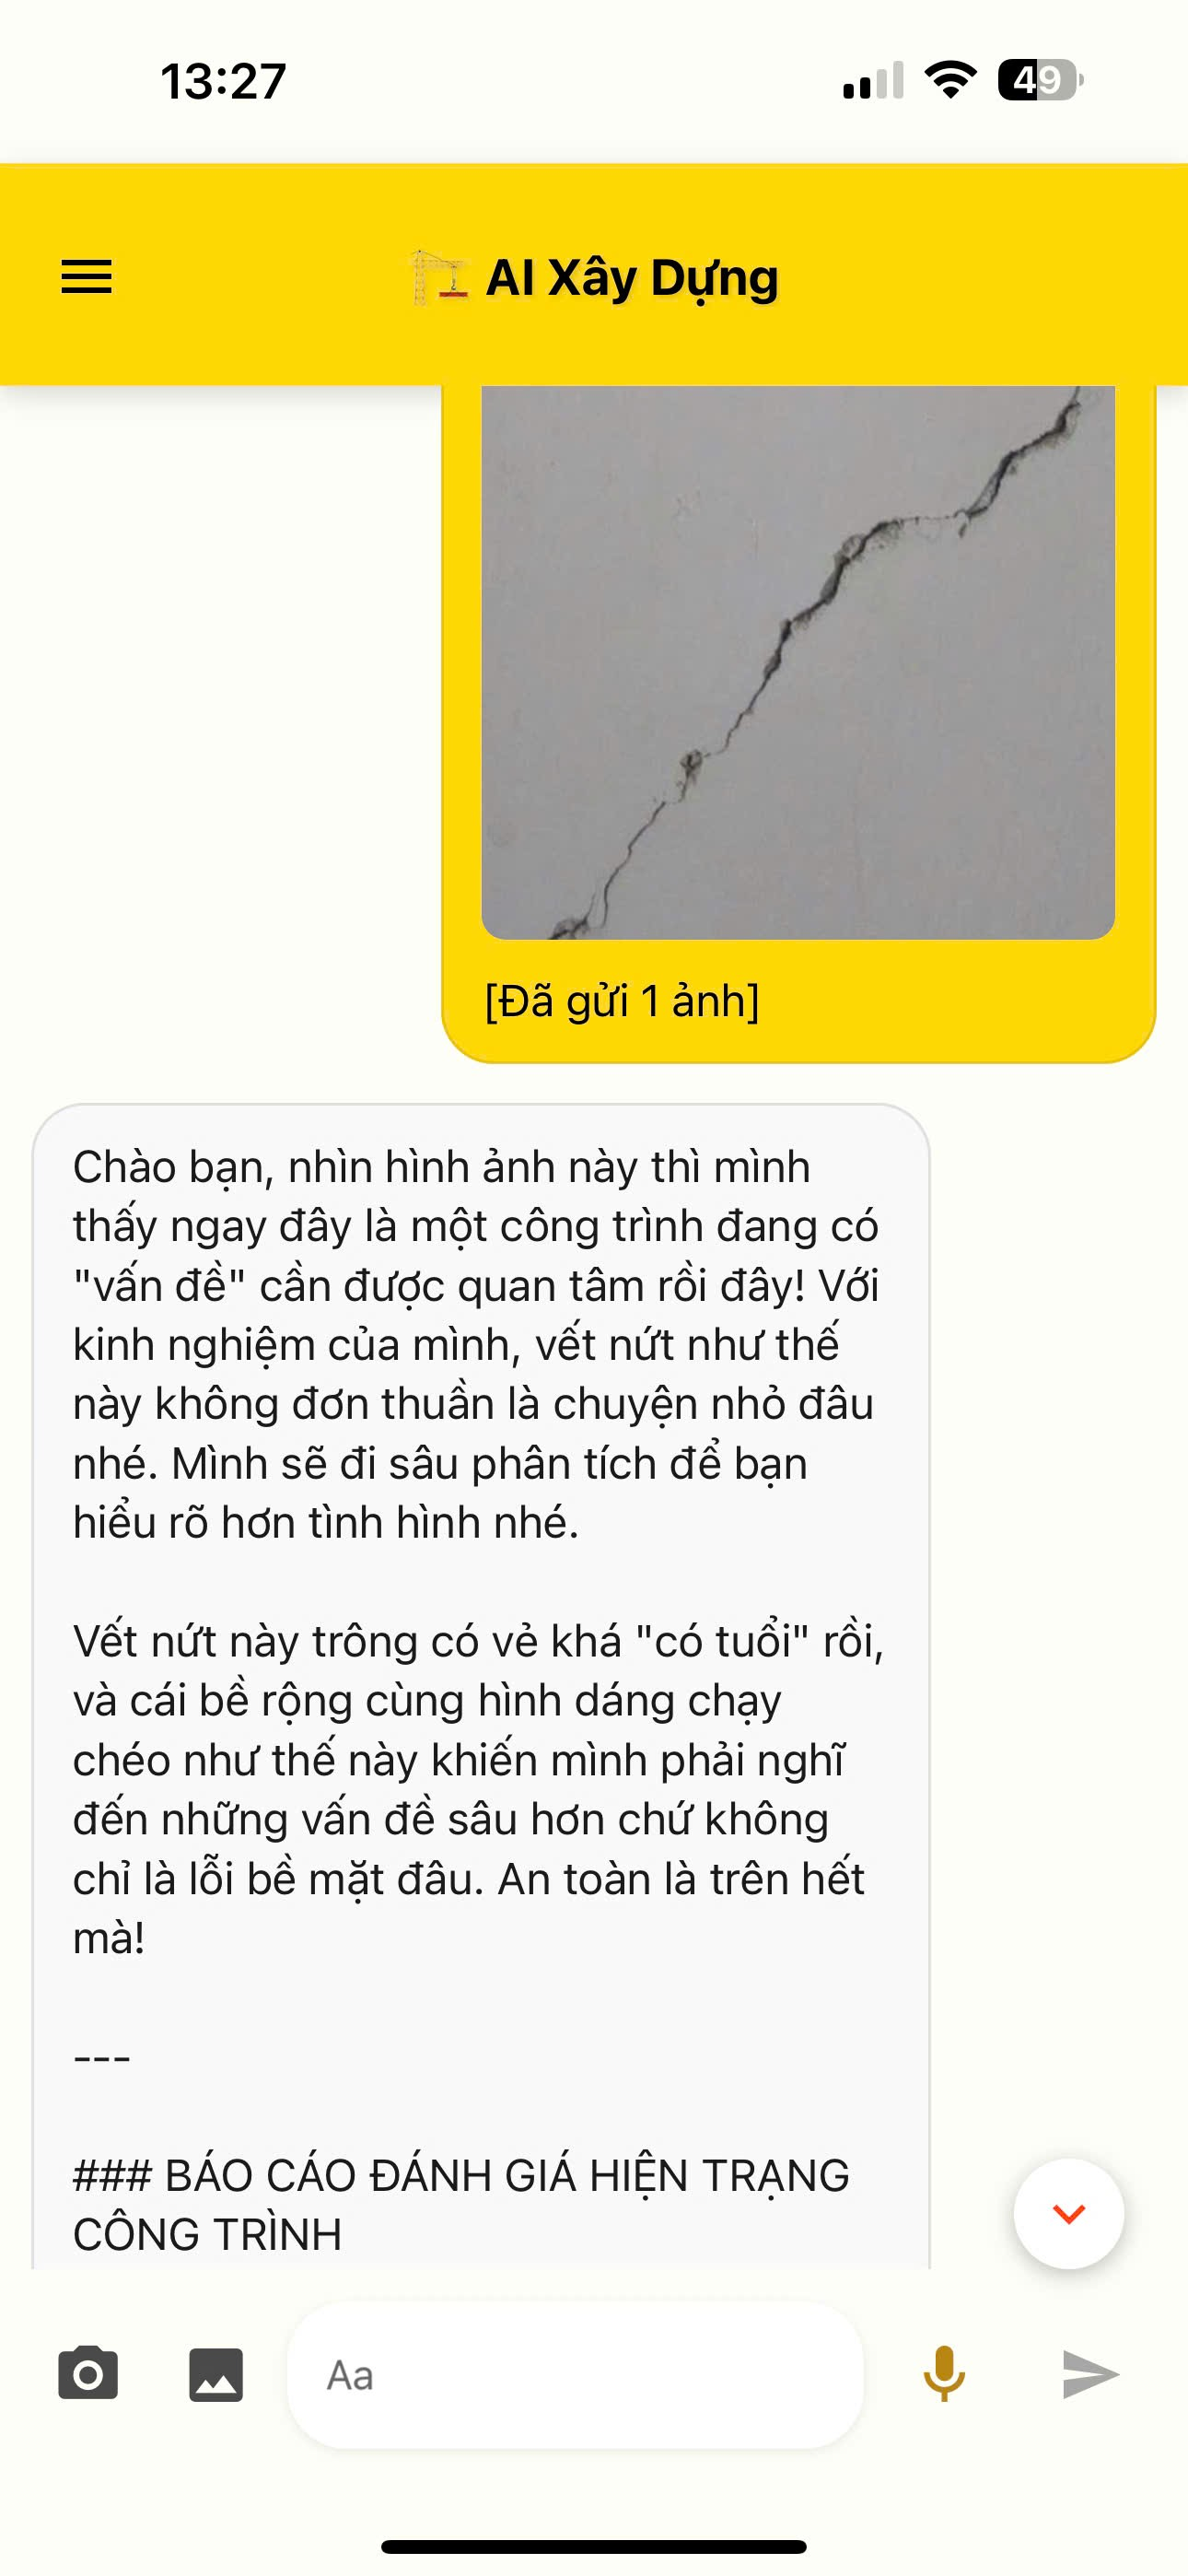 13:27
49
AI Xây Dựng
[Đã gửi 1 ảnh]
Chào bạn, nhìn hình ảnh này thì mình
thấy ngay đây là một công trình đang có
"vấn đề" cần được quan tâm rồi đây! Với
kinh nghiệm của mình, vết nứt như thế
này không đơn thuần là chuyện nhỏ đâu
nhé. Mình sẽ đi sâu phân tích để bạn
hiểu rõ hơn tình hình nhé.
Vết nứt này trông có vẻ khá "có tuổi" rồi,
và cái bề rộng cùng hình dáng chạy
chéo như thế này khiến mình phải nghĩ
đến những vấn đề sâu hơn chứ không
chỉ là lỗi bề mặt đâu. An toàn là trên hết
mà!
---
### BÁO CÁO ĐÁNH GIÁ HIỆN TRẠNG
CÔNG TRÌNH
Aa